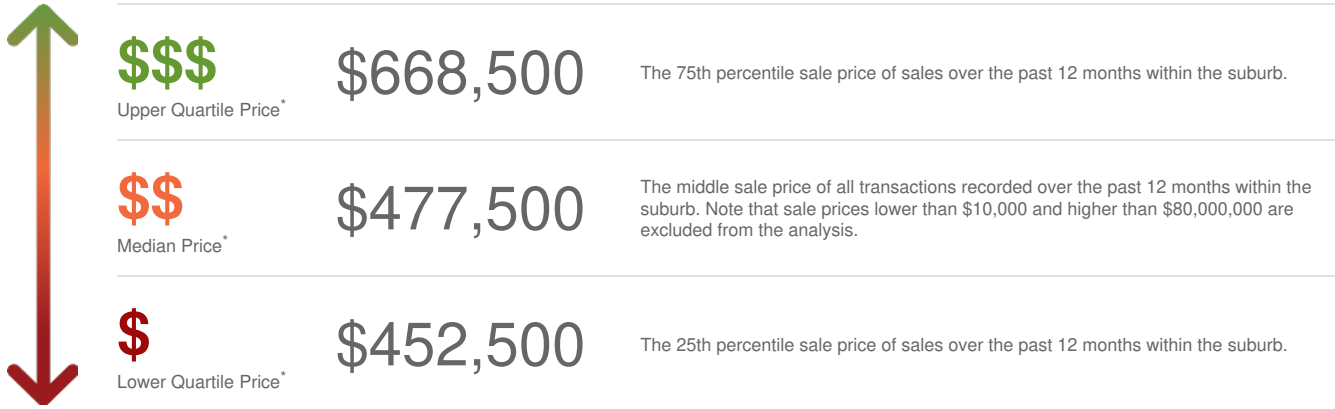 $$$
Upper Quartile Price*
$668,500
The 75th percentile sale price of sales over the past 12 months within the suburb.
$$
Median Price*
$477,500
The middle sale price of all transactions recorded over the past 12 months within the
suburb. Note that sale prices lower than $10,000 and higher than $80,000,000 are
excluded from the analysis.
$
Lower Quartile Price*
$452,500
The 25th percentile sale price of sales over the past 12 months within the suburb.